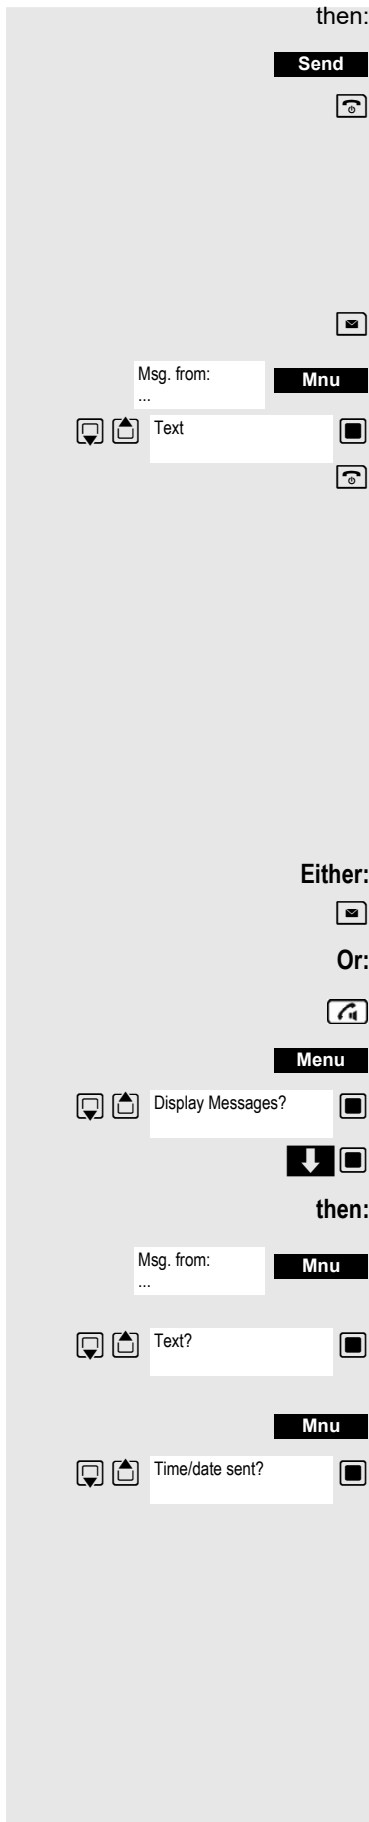 then:
Send
Msg. from:
...
Mnu
Text
Either:
Or:
Menu
Display Messages?
then:
Msg. from:
...
Mnu
Text?
Mnu
Time/date sent?